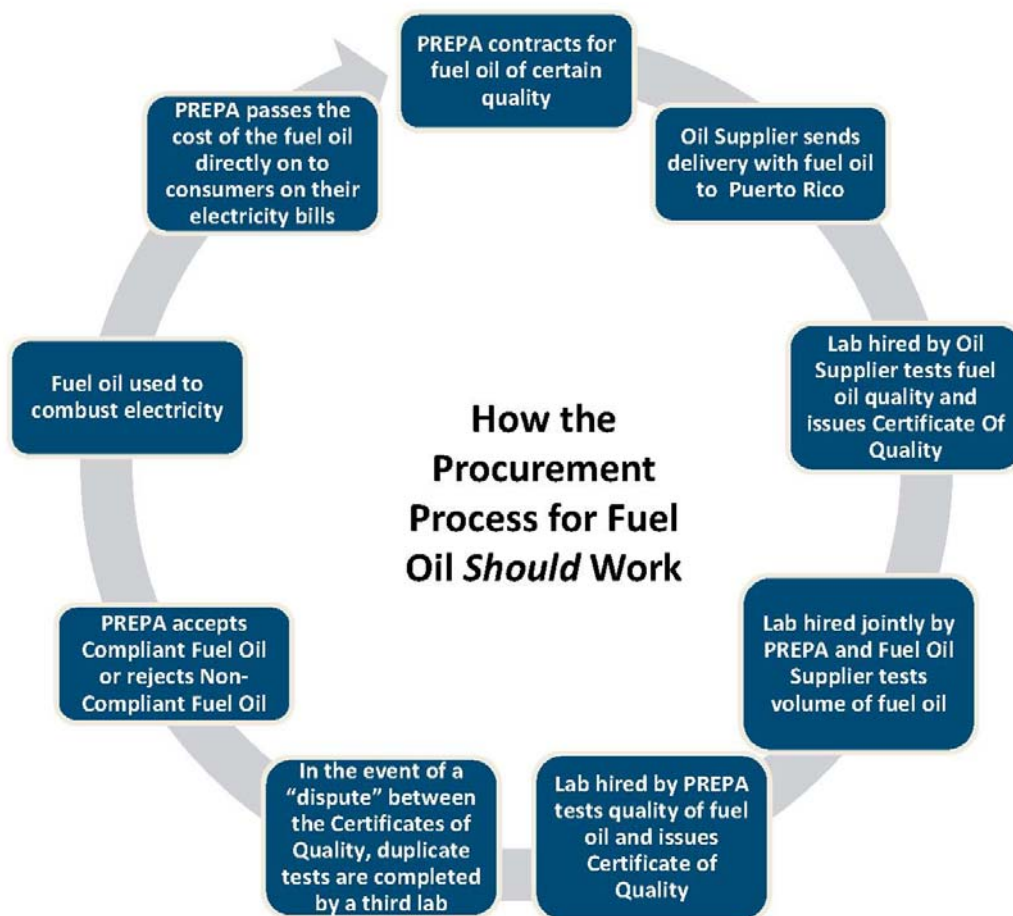 PREPA contracts for
fuel oil of certain
quality
Oil Supplier sends
delivery with fuel oil
to Puerto Rico
Lab hired by Oil
Supplier tests fuel
oil quality and
issues Certificate Of
Quality
Lab hired jointly by
PREPA and Fuel Oil
Supplier tests
volume of fuel oil
Lab hired by PREPA
tests quality of fuel
oil and issues
Certificate of
Quality
In the event of a
“dispute” between
the Certificates of
Quality, duplicate
tests are completed
by a third lab
PREPA accepts
Compliant Fuel Oil
or rejects Non-
Compliant Fuel Oil
Fuel oil used to
combust electricity
PREPA passes the
cost of the fuel oil
directly on to
consumers on their
electricity bills
How the
Procurement
Process for Fuel
Oil Should Work